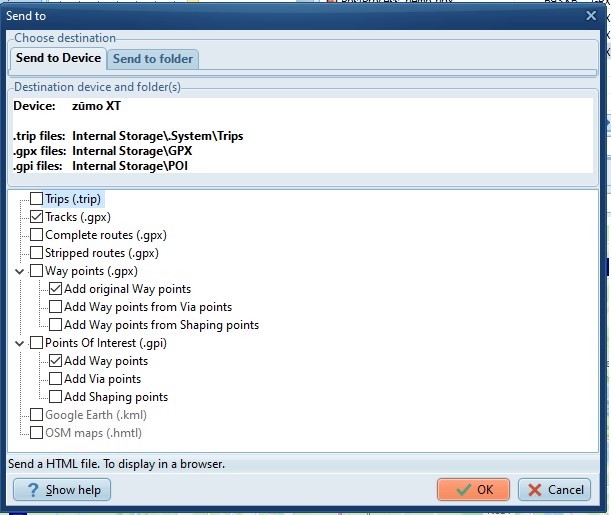 Send to
Choose destination
Send to Device
Send to folder
Destination device and folder(s)
Device: zūmo XT
.trip files: Internal Storage\.System\Trips
.gpx files: Internal Storage\GPX
.gpi files: Internal Storage\POI
Trips (.trip)
Tracks (.gpx)
Complete routes (.gpx)
Stripped routes (.gpx)
Way points (.gpx)
Add original Way points
Add Way points from Via points
Add Way points from Shaping points
Points Of Interest (.gpi)
Add Way points
Add Via points
Add Shaping points
Google Earth (.kml)
OSM maps (.hmtl)
Send a HTML file. To display in a browser.
? Show help
OK
Cancel